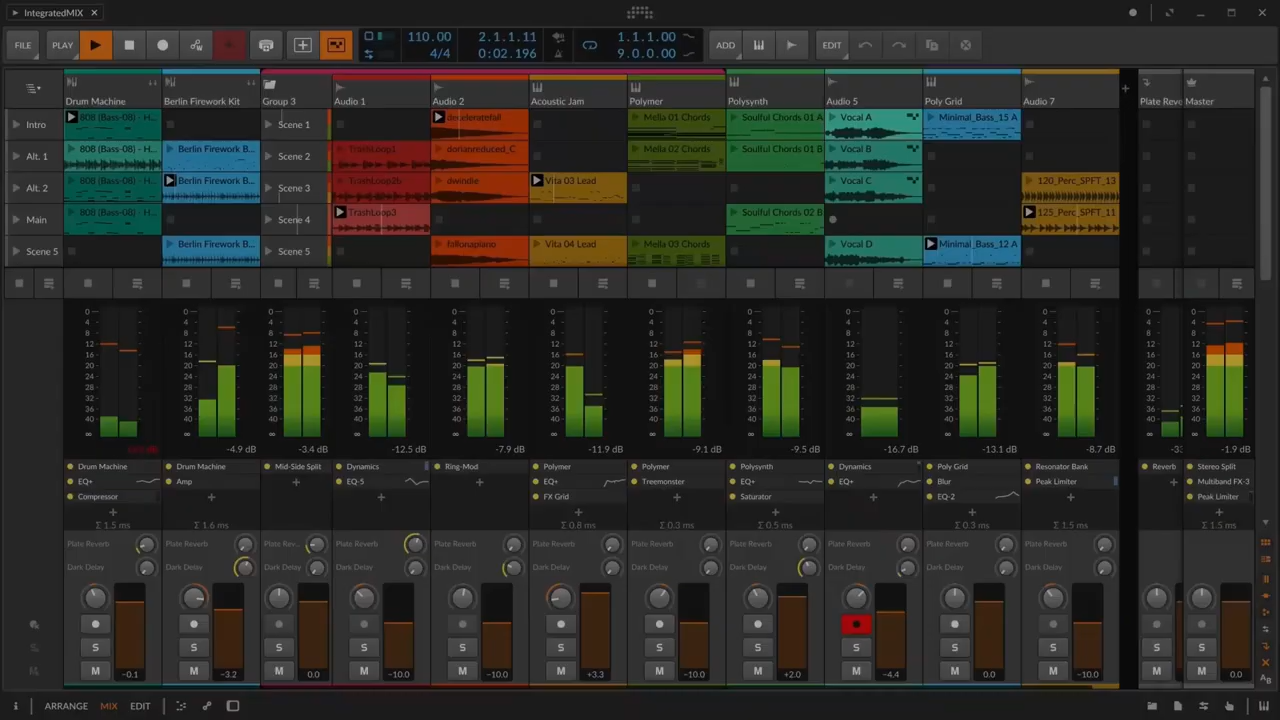 IntegratedMIX
FILE PLAY 110.00 2.1.1.11 1.1.1.00 ADD EDIT
4/4 0:02.196 9.0.0.00
Drum Machine Berlin Firework Kit Group 3 Audio 1 Audio 2 Acoustic Jam Polymer Polysynth Audio 5 Poly Grid Audio 7 Plate Reve Master
Intro 808 (Bass-08) - H... Scene 1 deceleratefall Mella 01 Chords Soulful Chords 01 A Vocal A Minimal_Bass_15 A
Alt. 1 808 (Bass-08) - H... Berlin Firework B... Scene 2 TrashLoop1 dorianreduced_C Mella 02 Chords Soulful Chords 01 B Vocal B
Alt. 2 808 (Bass-08) - H... Berlin Firework B... Scene 3 TrashLoop2b dwindle Vita 03 Lead Vocal C 120_Perc_SPFT_13
Main 808 (Bass-08) - H... Scene 4 TrashLoop3 Soulful Chords 02 B 125_Perc_SPFT_11
Scene 5 Berlin Firework B... Scene 5 fallonapiano Vita 04 Lead Mella 03 Chords Vocal D Minimal_Bass_12 A
0 0 0 0 0 0 0 0 0 0 0 0 0
4 4 4 4 4 4 4 4 4 4 4 4 4
8 8 8 8 8 8 8 8 8 8 8 8 8
12 12 12 12 12 12 12 12 12 12 12 12 12
16 16 16 16 16 16 16 16 16 16 16 16 16
20 20 20 20 20 20 20 20 20 20 20 20 20
24 24 24 24 24 24 24 24 24 24 24 24 24
28 28 28 28 28 28 28 28 28 28 28 28 28
32 32 32 32 32 32 32 32 32 32 32 32 32
36 36 36 36 36 36 36 36 36 36 36 36 36
40 40 40 40 40 40 40 40 40 40 40 40 40
∞ ∞ ∞ ∞ ∞ ∞ ∞ ∞ ∞ ∞ ∞ ∞ ∞
-4.9 dB -3.4 dB -12.5 dB -7.9 dB -11.9 dB -9.1 dB -9.5 dB -16.7 dB -13.1 dB -8.7 dB -1.9 dB
Drum Machine Drum Machine Mid-Side Split Dynamics Ring-Mod Polymer Polymer Polysynth Dynamics Poly Grid Resonator Bank Reverb Stereo Split
EQ+ Amp EQ-5 EQ+ Treemonster EQ+ EQ+ Blur Peak Limiter Multiband FX-3
Compressor FX Grid Saturator EQ-2 Peak Limiter
Σ 1.5 ms Σ 1.6 ms Σ 0.8 ms Σ 0.3 ms Σ 0.5 ms Σ 0.3 ms Σ 1.5 ms Σ 1.5 ms
Plate Reverb Plate Reverb Plate Rev... Plate Reverb Plate Reverb Plate Reverb Plate Reverb Plate Reverb Plate Reverb Plate Reverb Plate Reverb
Dark Delay Dark Delay Dark Delay Dark Delay Dark Delay Dark Delay Dark Delay Dark Delay Dark Delay Dark Delay Dark Delay
S S S S S S S S S S S S S
M -0.1 M -3.2 M 0.0 M -10.0 M -10.0 M +3.3 M -10.0 M +2.0 M -4.4 M 0.0 M -10.0 M M 0.0
i ARRANGE MIX EDIT